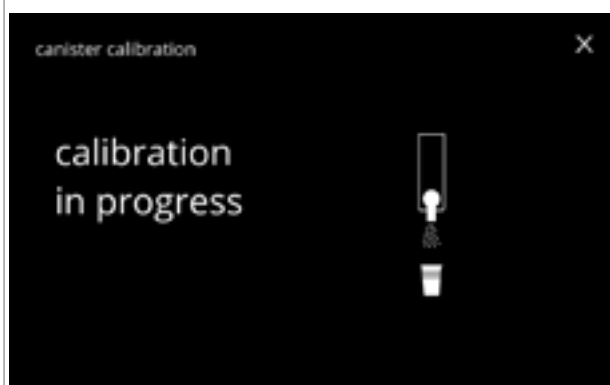 canister calibration
X
calibration
in progress